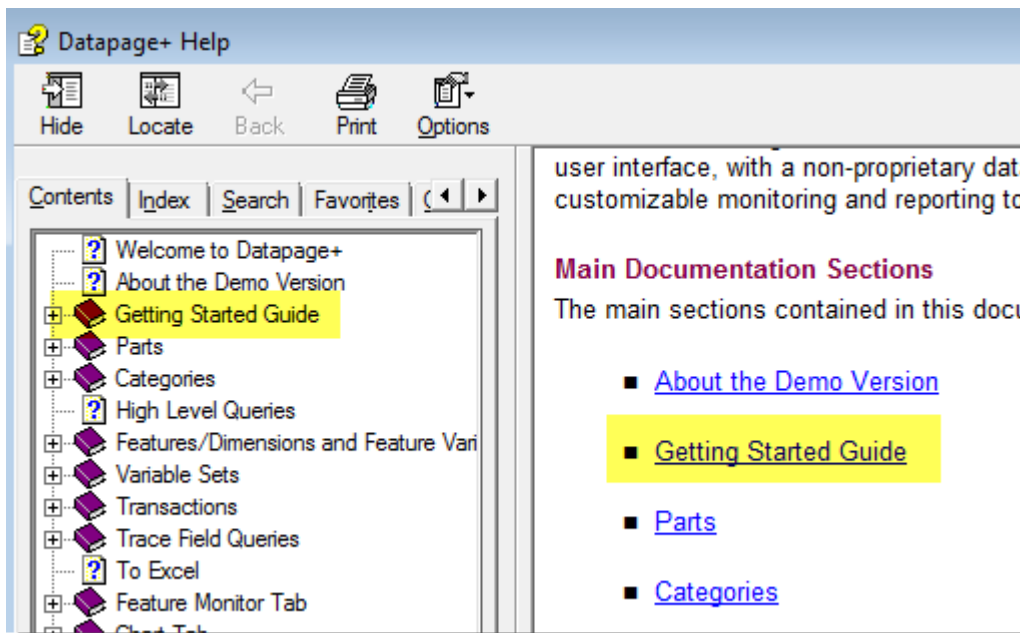 Datapage+ Help
Hide Locate Back Print Options
Contents Index Search Favorites
Welcome to Datapage+
About the Demo Version
Getting Started Guide
Parts
Categories
High Level Queries
Features/Dimensions and Feature Vari
Variable Sets
Transactions
Trace Field Queries
To Excel
Feature Monitor Tab
Chart Tab
user interface, with a non-proprietary dat
customizable monitoring and reporting to
Main Documentation Sections
The main sections contained in this docu
About the Demo Version
Getting Started Guide
Parts
Categories